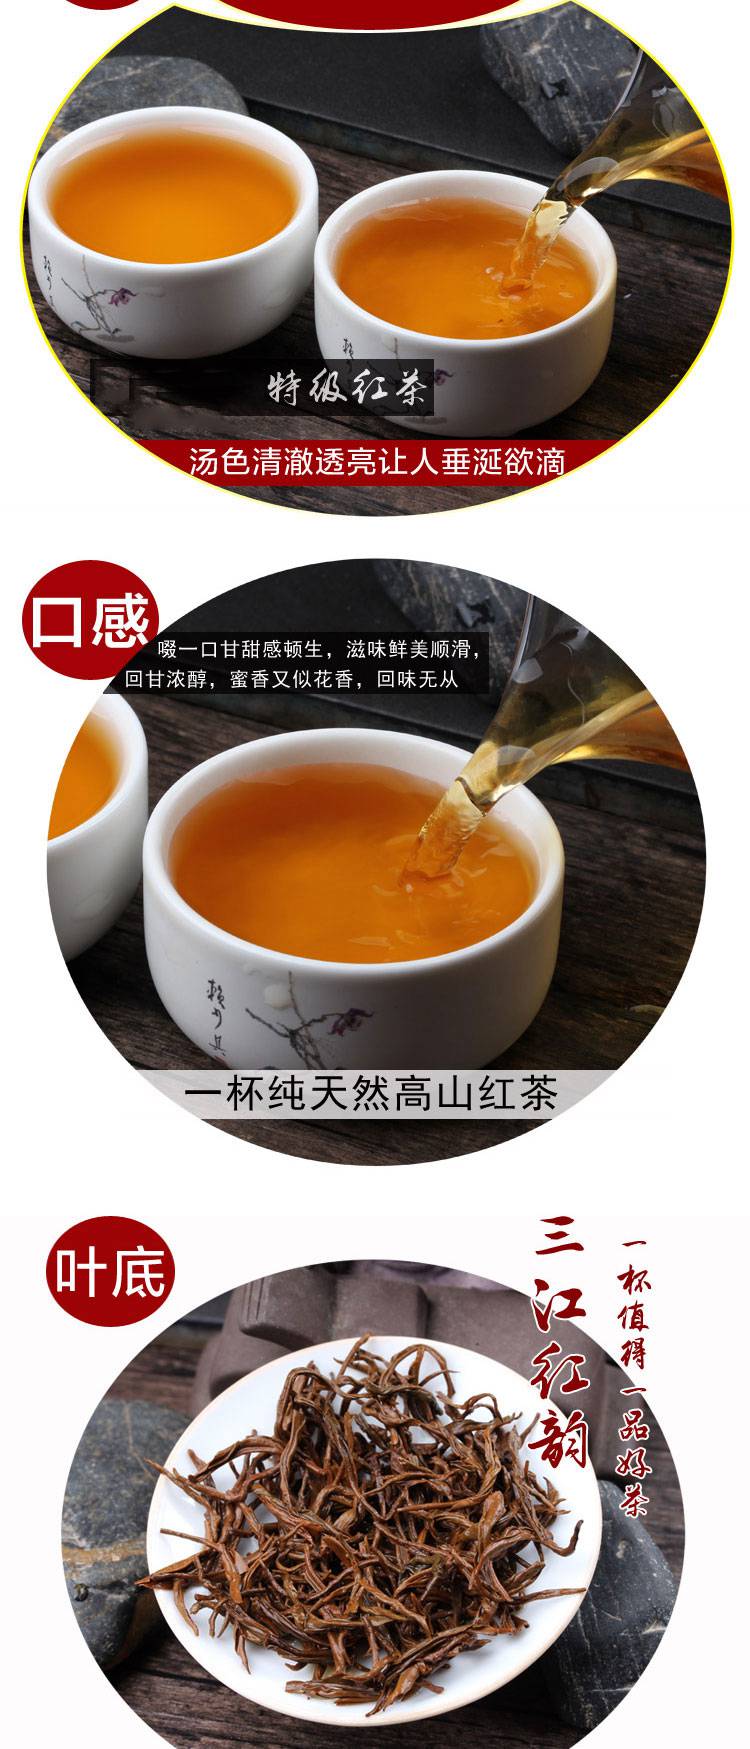 特级红茶
汤色清澈透亮让人垂涎欲滴
口感
啜一口甘甜感顿生，滋味鲜美顺滑，
回甘浓醇，蜜香又似花香，回味无从
赖少其
一杯纯天然高山红茶
叶底
三江红韵
一杯值得一品好茶